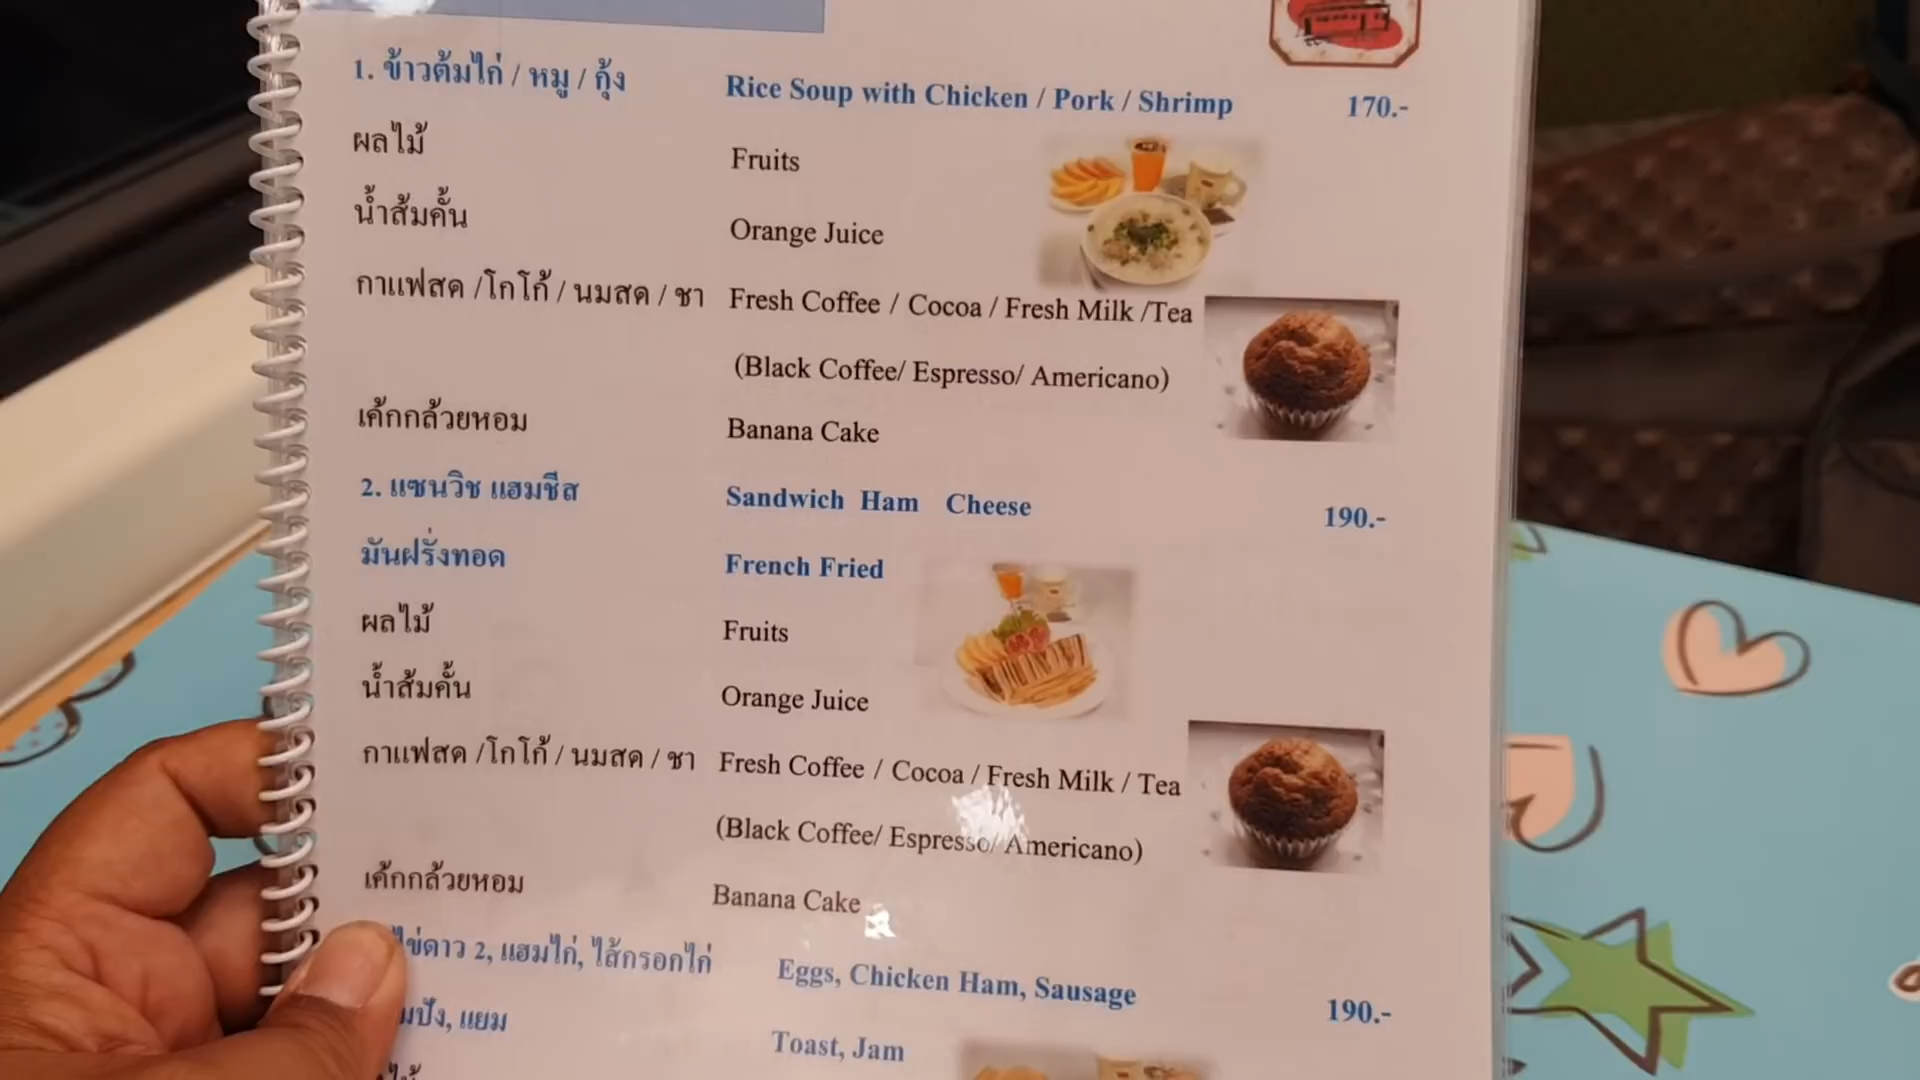 1. ข้าวต้มไก่ / หมู / กุ้ง Rice Soup with Chicken / Pork / Shrimp 170.-
ผลไม้ Fruits
น้ำส้มคั้น Orange Juice
กาแฟสด /โกโก้ / นมสด / ชา Fresh Coffee / Cocoa / Fresh Milk /Tea
(Black Coffee/ Espresso/ Americano)
เค้กกล้วยหอม Banana Cake
2. แซนวิช แฮมชีส Sandwich Ham Cheese 190.-
มันฝรั่งทอด French Fried
ผลไม้ Fruits
น้ำส้มคั้น Orange Juice
กาแฟสด /โกโก้ / นมสด / ชา Fresh Coffee / Cocoa / Fresh Milk / Tea
(Black Coffee/ Espresso/ Americano)
เค้กกล้วยหอม Banana Cake
ไข่ดาว 2, แฮมไก่, ไส้กรอกไก่ Eggs, Chicken Ham, Sausage 190.-
แยม Toast, Jam